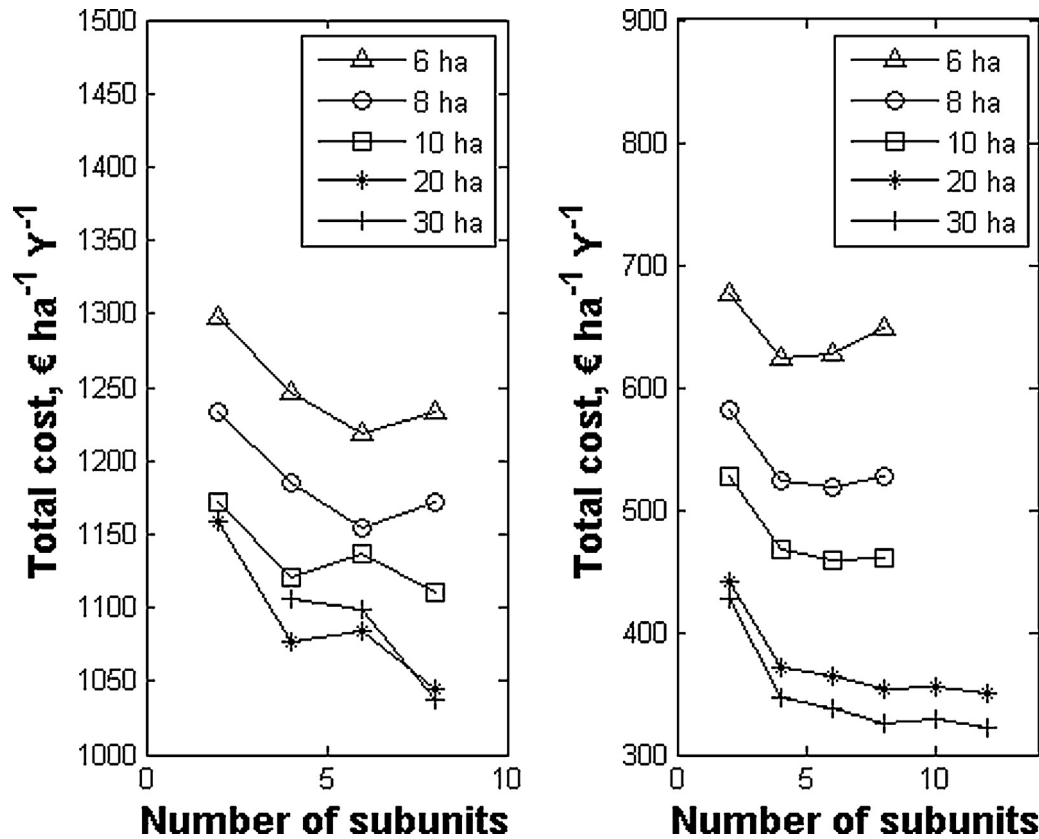 1500
1450
1400
1350
1300
1250
1200
1150
1100
1050
1000
0
5
10
Total cost, € ha⁻¹ Y⁻¹
Number of subunits
6 ha
8 ha
10 ha
20 ha
30 ha
900
800
700
600
500
400
300
0
5
10
Total cost, € ha⁻¹ Y⁻¹
Number of subunits
6 ha
8 ha
10 ha
20 ha
30 ha